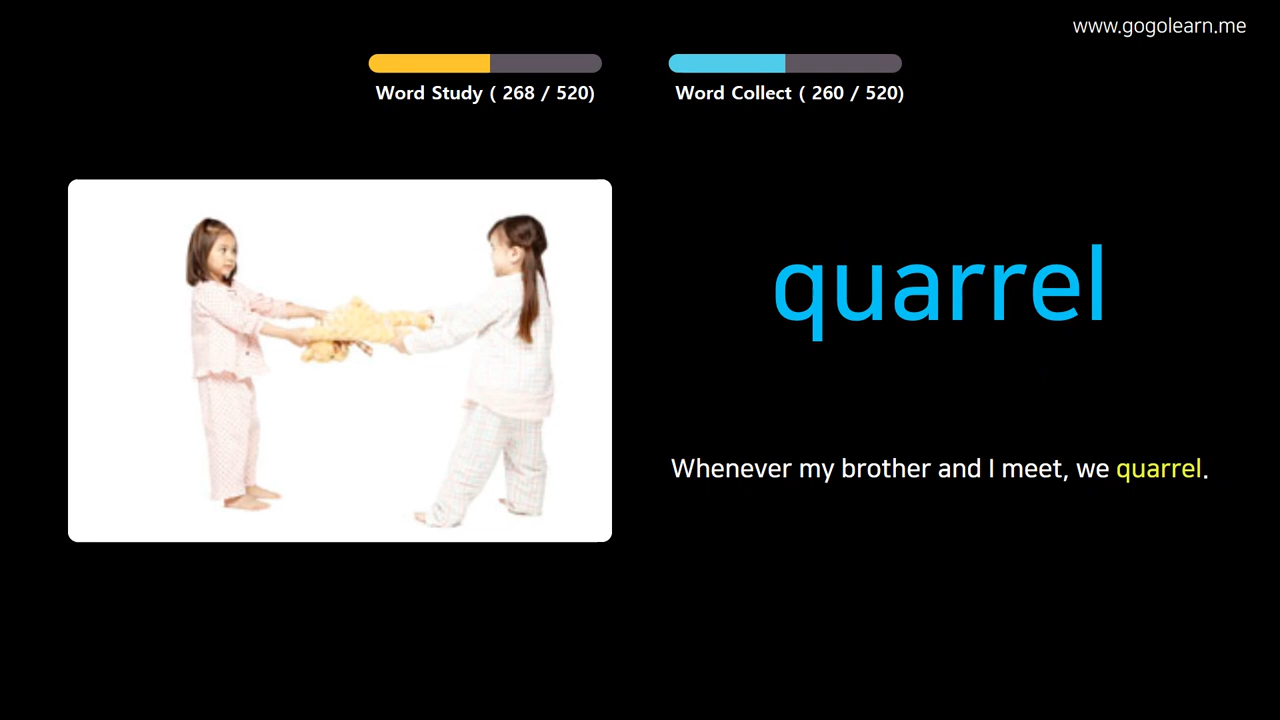 www.gogolearn.me
Word Study ( 268 / 520)
Word Collect ( 260 / 520)
quarrel
Whenever my brother and I meet, we quarrel.